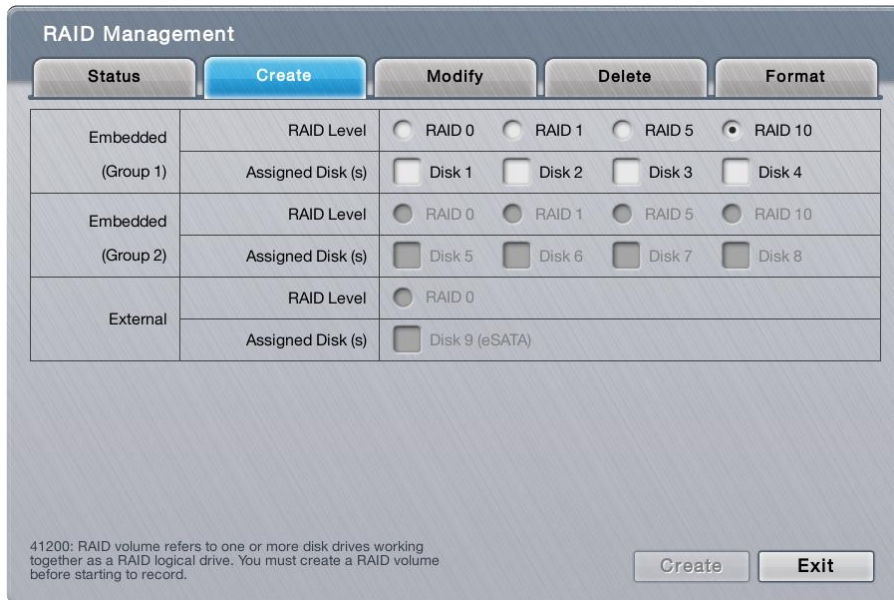 RAID Management
Status Create Modify Delete Format
Embedded (Group 1)
RAID Level RAID 0 RAID 1 RAID 5 RAID 10
Assigned Disk (s) Disk 1 Disk 2 Disk 3 Disk 4
Embedded (Group 2)
RAID Level RAID 0 RAID 1 RAID 5 RAID 10
Assigned Disk (s) Disk 5 Disk 6 Disk 7 Disk 8
External
RAID Level RAID 0
Assigned Disk (s) Disk 9 (eSATA)
41200: RAID volume refers to one or more disk drives working
together as a RAID logical drive. You must create a RAID volume
before starting to record.
Create Exit